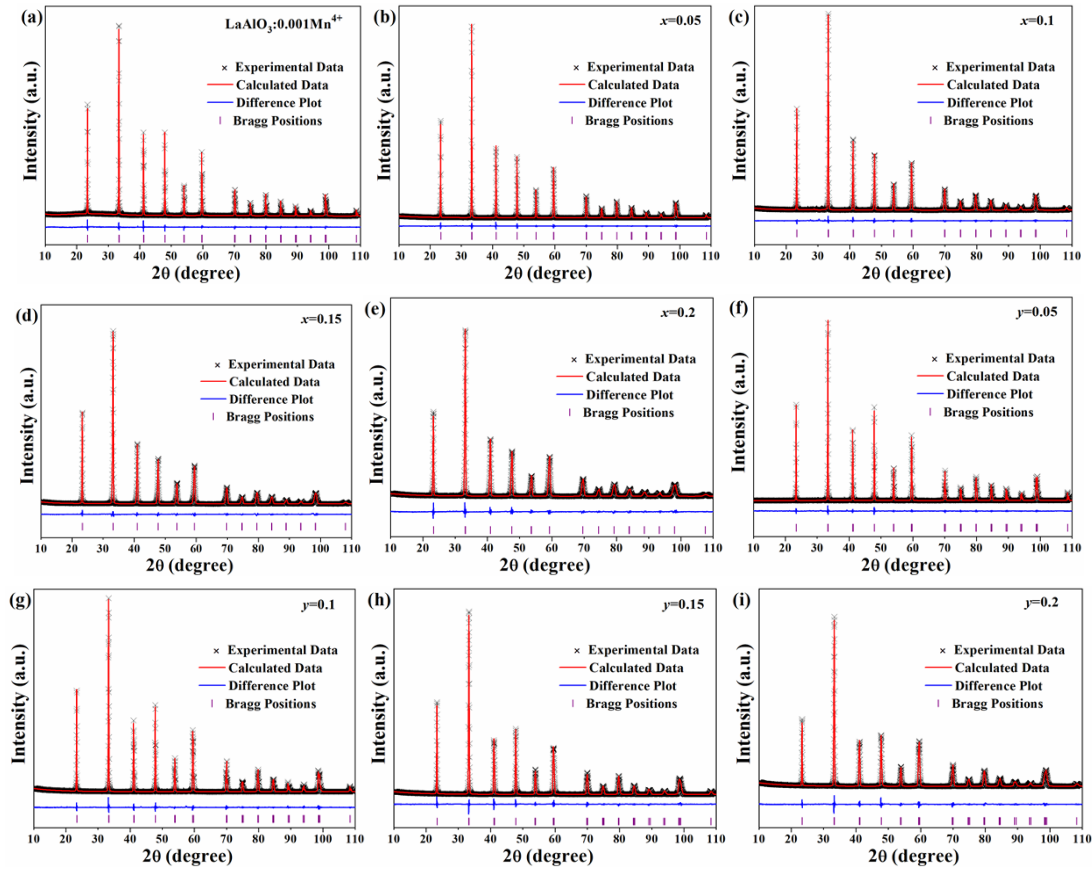 (a)
LaAlO₃:0.001Mn⁴⁺
Experimental Data
Calculated Data
Difference Plot
Bragg Positions
Intensity (a.u.)
10 20 30 40 50 60 70 80 90 100 110
2θ (degree)
(b)
x=0.05
Experimental Data
Calculated Data
Difference Plot
Bragg Positions
Intensity (a.u.)
10 20 30 40 50 60 70 80 90 100 110
2θ (degree)
(c)
x=0.1
Experimental Data
Calculated Data
Difference Plot
Bragg Positions
Intensity (a.u.)
10 20 30 40 50 60 70 80 90 100 110
2θ (degree)
(d)
x=0.15
Experimental Data
Calculated Data
Difference Plot
Bragg Positions
Intensity (a.u.)
10 20 30 40 50 60 70 80 90 100 110
2θ (degree)
(e)
x=0.2
Experimental Data
Calculated Data
Difference Plot
Bragg Positions
Intensity (a.u.)
10 20 30 40 50 60 70 80 90 100 110
2θ (degree)
(f)
y=0.05
Experimental Data
Calculated Data
Difference Plot
Bragg Positions
Intensity (a.u.)
10 20 30 40 50 60 70 80 90 100 110
2θ (degree)
(g)
y=0.1
Experimental Data
Calculated Data
Difference Plot
Bragg Positions
Intensity (a.u.)
10 20 30 40 50 60 70 80 90 100 110
2θ (degree)
(h)
y=0.15
Experimental Data
Calculated Data
Difference Plot
Bragg Positions
Intensity (a.u.)
10 20 30 40 50 60 70 80 90 100 110
2θ (degree)
(i)
y=0.2
Experimental Data
Calculated Data
Difference Plot
Bragg Positions
Intensity (a.u.)
10 20 30 40 50 60 70 80 90 100 110
2θ (degree)